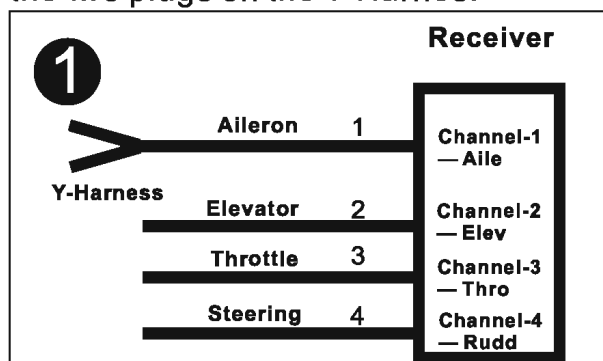 Receiver
1
Aileron 1
Channel-1
— Aile
Y-Harness
Elevator 2
Channel-2
— Elev
Throttle 3
Channel-3
— Thro
Steering 4
Channel-4
— Rudd